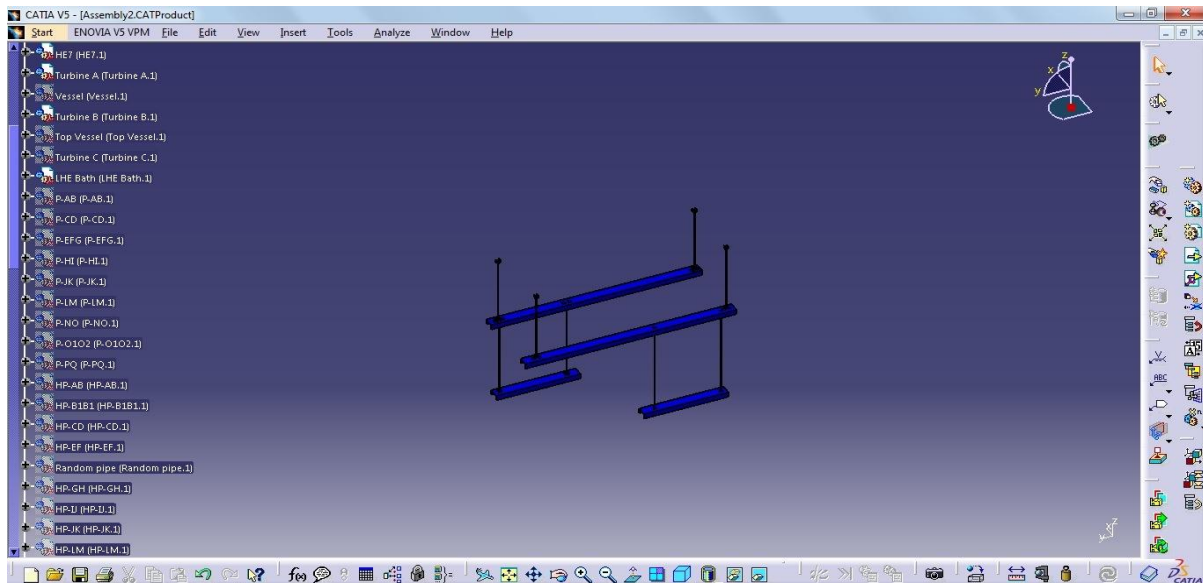 CATIA V5 - [Assembly2.CATProduct]
Start ENOVIA V5 VPM File Edit View Insert Tools Analyze Window Help
HE7 (HE7.1)
Turbine A (Turbine A.1)
Vessel (Vessel.1)
Turbine B (Turbine B.1)
Top Vessel (Top Vessel.1)
Turbine C (Turbine C.1)
LHE Bath (LHE Bath.1)
P-AB (P-AB.1)
P-CD (P-CD.1)
P-EFG (P-EFG.1)
P-HI (P-HI.1)
P-JK (P-JK.1)
P-LM (P-LM.1)
P-NO (P-NO.1)
P-O1O2 (P-O1O2.1)
P-PQ (P-PQ.1)
HP-AB (HP-AB.1)
HP-B1B1 (HP-B1B1.1)
HP-CD (HP-CD.1)
HP-EF (HP-EF.1)
Random pipe (Random pipe.1)
HP-GH (HP-GH.1)
HP-IJ (HP-IJ.1)
HP-JK (HP-JK.1)
HP-LM (HP-LM.1)
z
x
y
ABC
f(x)